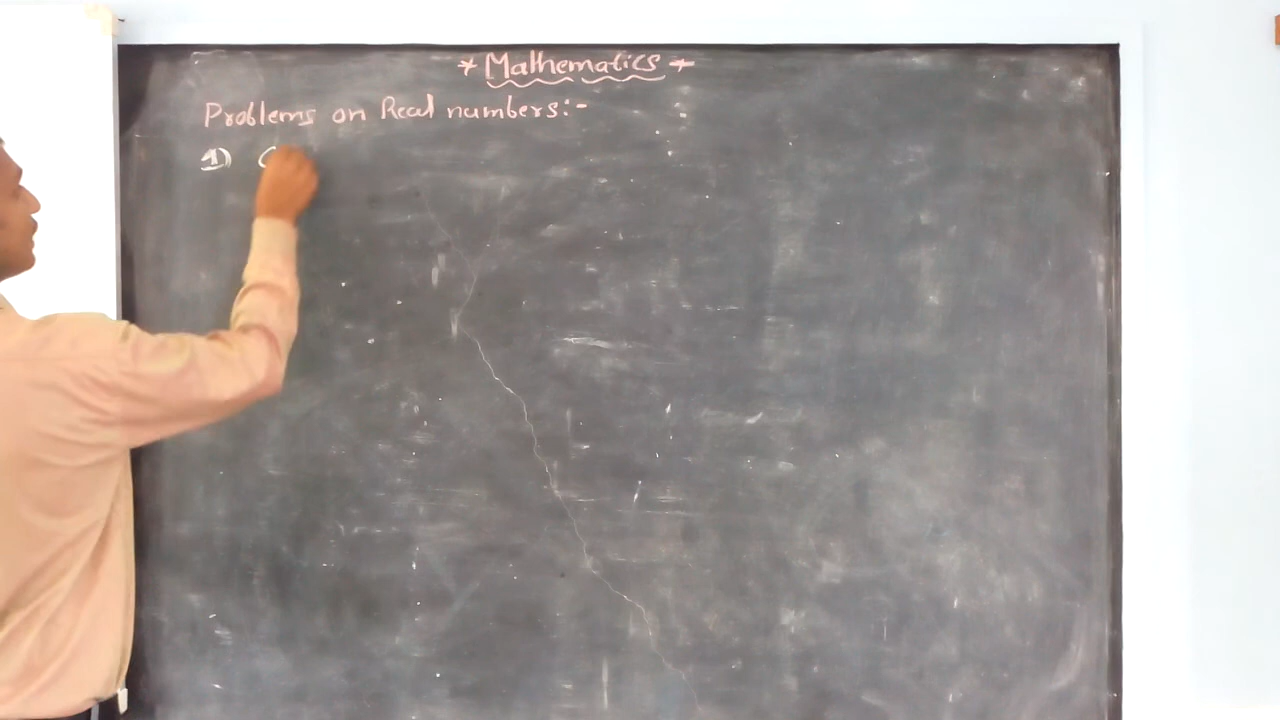 * Mathematics *
Problems on Real numbers:-
1)